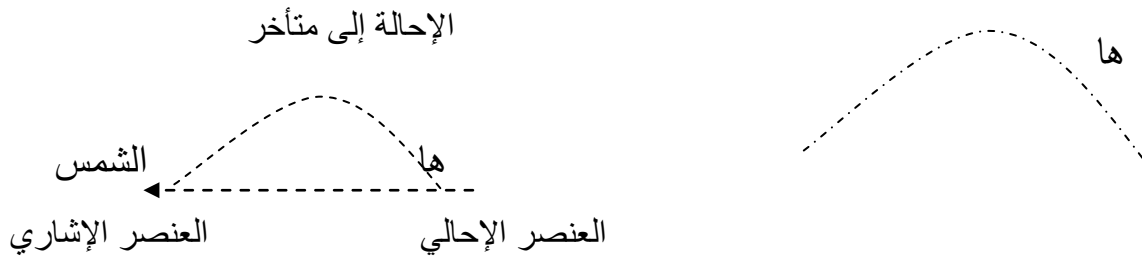 الإحالة إلى متأخر
ها
ها الشمس
العنصر الإحالي العنصر الإشاري